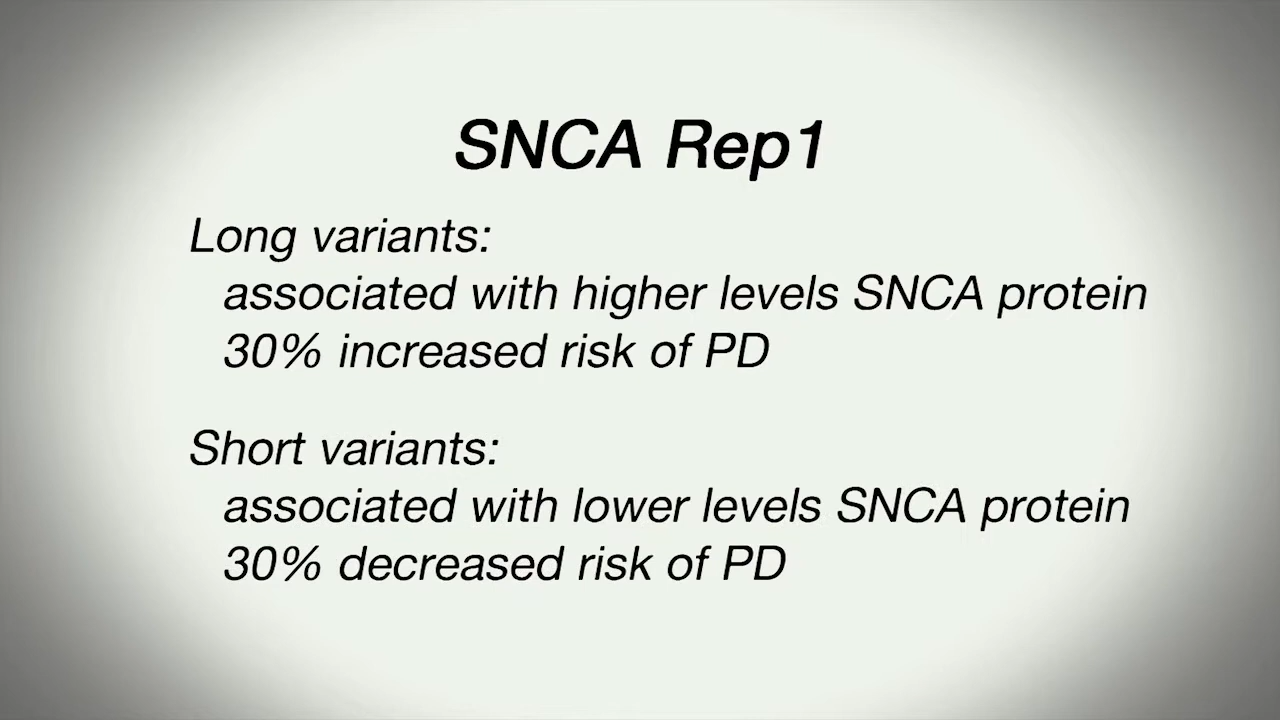 SNCA Rep1
Long variants:
associated with higher levels SNCA protein
30% increased risk of PD
Short variants:
associated with lower levels SNCA protein
30% decreased risk of PD